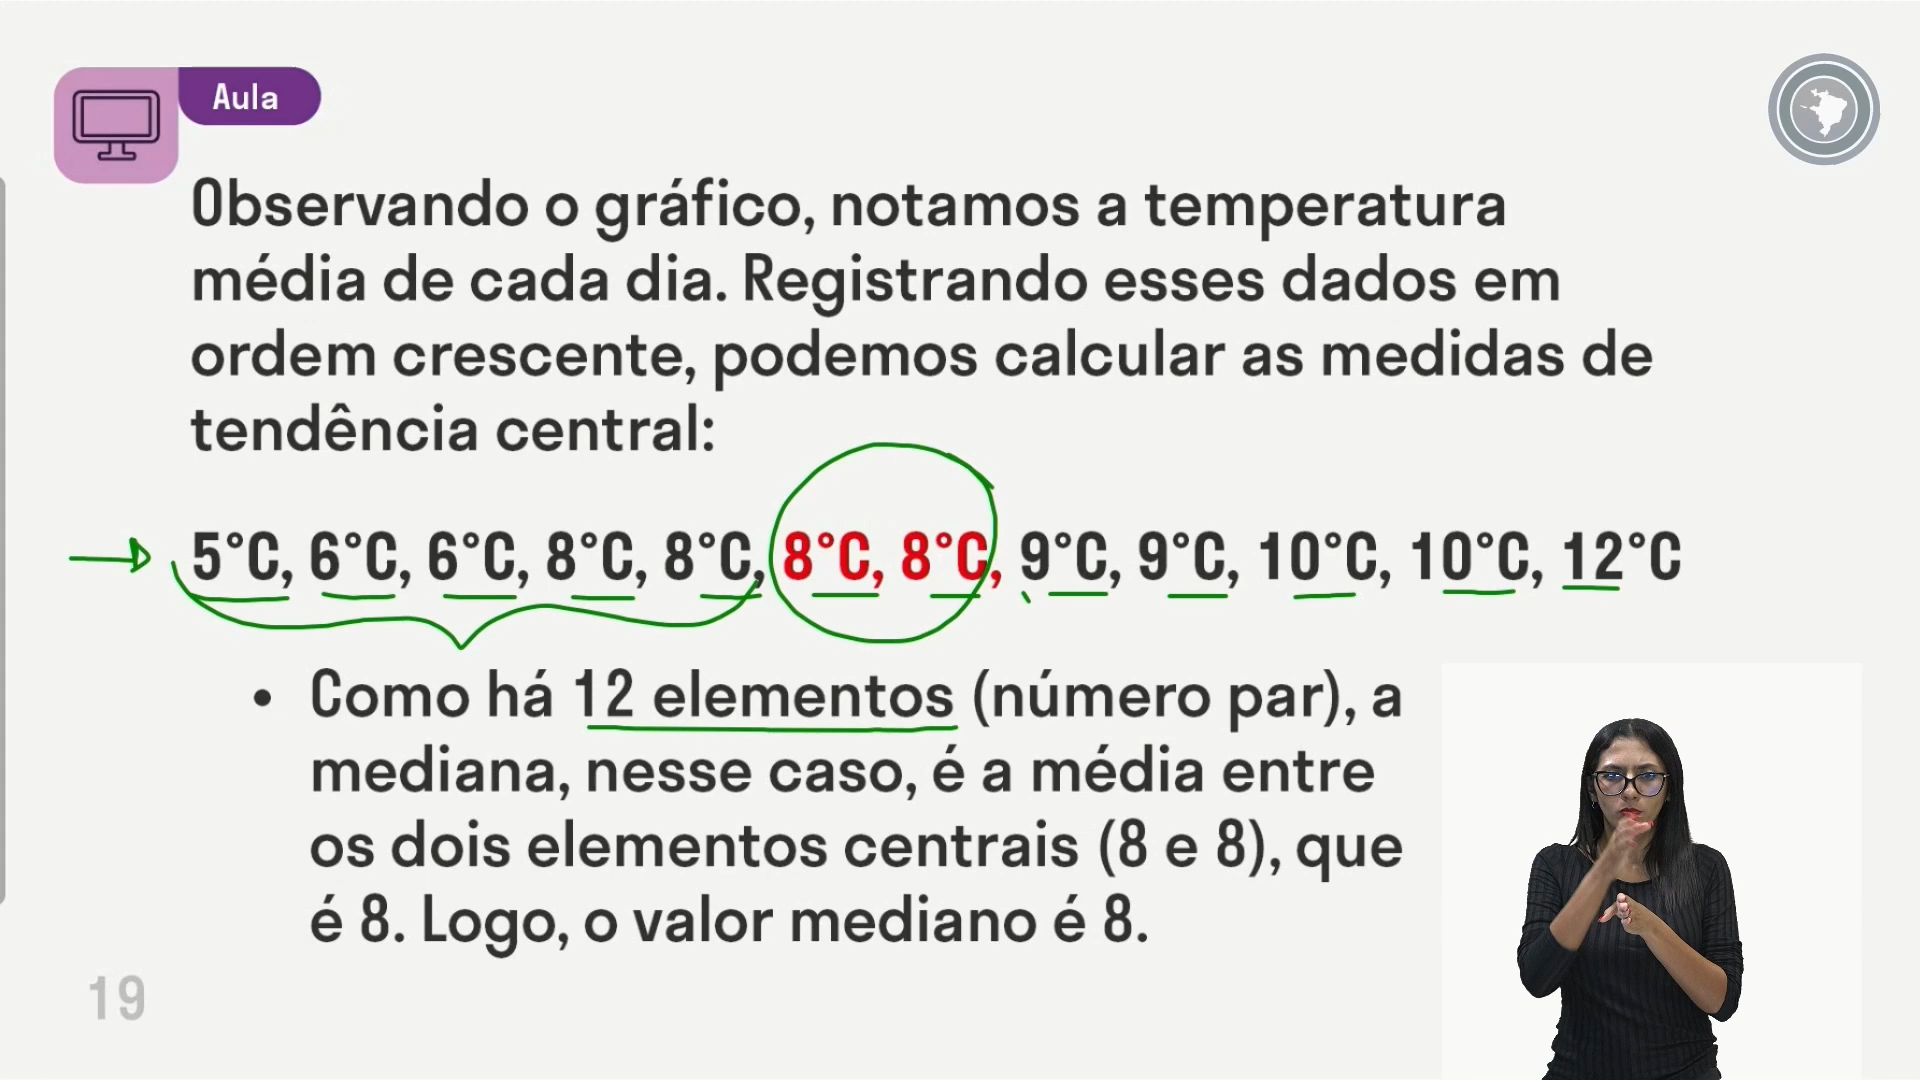 Aula
Observando o gráfico, notamos a temperatura
média de cada dia. Registrando esses dados em
ordem crescente, podemos calcular as medidas de
tendência central:
5°C, 6°C, 6°C, 8°C, 8°C, 8°C, 8°C, 9°C, 9°C, 10°C, 10°C, 12°C
• Como há 12 elementos (número par), a
mediana, nesse caso, é a média entre
os dois elementos centrais (8 e 8), que
é 8. Logo, o valor mediano é 8.
19